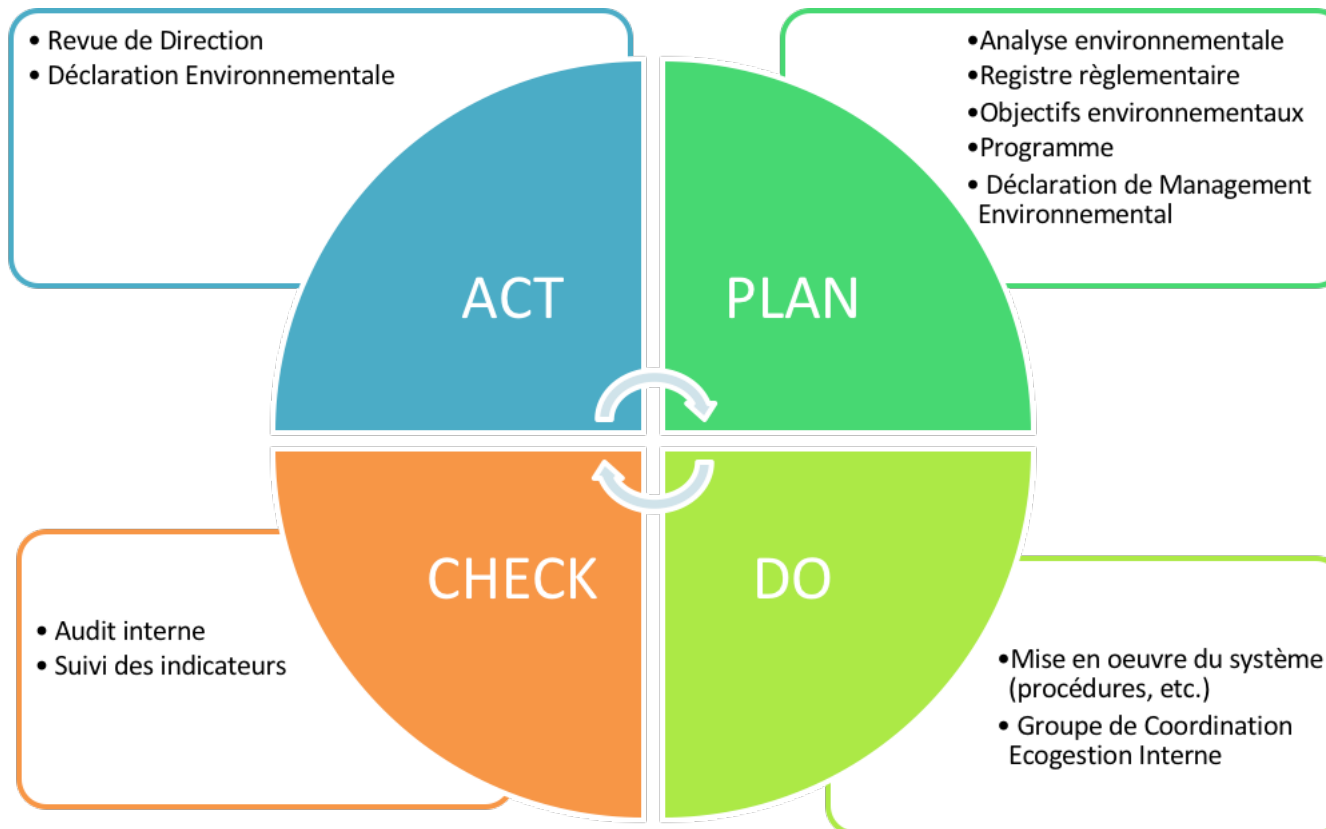 • Revue de Direction
• Déclaration Environnementale
•Analyse environnementale
•Registre règlementaire
•Objectifs environnementaux
•Programme
• Déclaration de Management
Environnemental
ACT
PLAN
CHECK
DO
• Audit interne
• Suivi des indicateurs
•Mise en oeuvre du système
(procédures, etc.)
• Groupe de Coordination
Ecogestion Interne